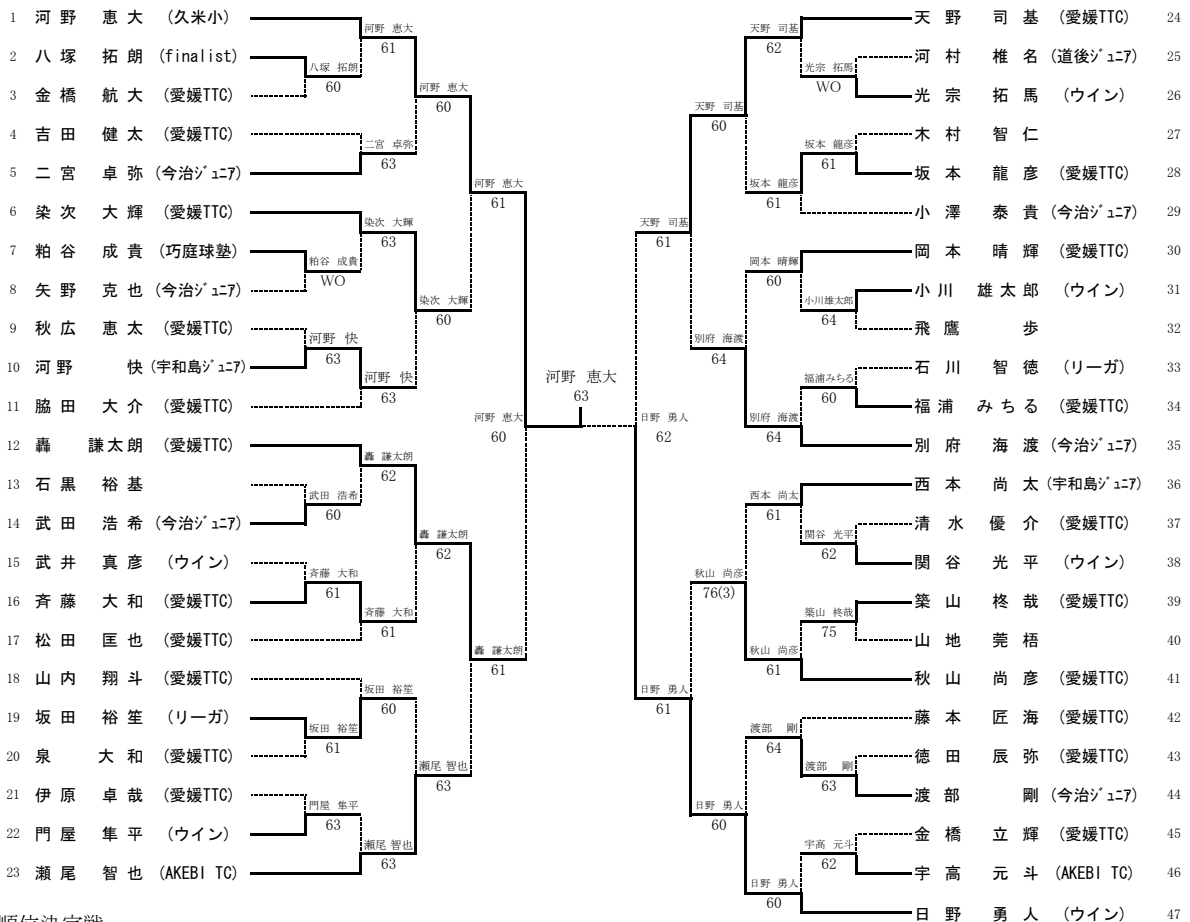 1 河野 恵大 (久米小)
2 八塚 拓朗 (finalist)
3 金橋 航大 (愛媛TTC)
4 吉田 健太 (愛媛TTC)
5 二宮 卓弥 (今治ジュニア)
6 染次 大輝 (愛媛TTC)
7 粕谷 成貴 (巧庭球塾)
8 矢野 克也 (今治ジュニア)
9 秋広 恵太 (愛媛TTC)
10 河野 快 (宇和島ジュニア)
11 脇田 大介 (愛媛TTC)
12 轟 謙太朗 (愛媛TTC)
13 石黒 裕基
14 武田 浩希 (今治ジュニア)
15 武井 真彦 (ウイン)
16 斉藤 大和 (愛媛TTC)
17 松田 匡也 (愛媛TTC)
18 山内 翔斗 (愛媛TTC)
19 坂田 裕笙 (リーガ)
20 泉 大和 (愛媛TTC)
21 伊原 卓哉 (愛媛TTC)
22 門屋 隼平 (ウイン)
23 瀬尾 智也 (AKEBI TC)
八塚 拓朗
60
粕谷 成貴
WO
河野 快
63
武田 浩希
60
斉藤 大和
61
坂田 裕笙
61
門屋 隼平
63
河野 恵大
61
二宮 卓弥
63
染次 大輝
63
河野 快
63
轟 謙太朗
62
斉藤 大和
61
坂田 裕笙
60
瀬尾 智也
63
河野 恵大
60
染次 大輝
60
轟 謙太朗
62
瀬尾 智也
63
河野 恵大
61
轟 謙太朗
61
河野 恵大
60
河野 恵大
63
日野 勇人
62
天野 司基
61
日野 勇人
61
天野 司基
60
別府 海渡
64
秋山 尚彦
76(3)
日野 勇人
60
天野 司基
62
坂本 龍彦
61
岡本 晴輝
60
別府 海渡
64
西本 尚太
61
秋山 尚彦
61
渡部 剛
64
日野 勇人
60
光宗 拓馬
WO
坂本 龍彦
61
小川雄太郎
64
福浦みちる
60
関谷 光平
62
築山 柊哉
75
渡部 剛
63
宇高 元斗
62
天野 司基 (愛媛TTC) 24
河村 椎名 (道後ジュニア) 25
光宗 拓馬 (ウイン) 26
木村 智仁 27
坂本 龍彦 (愛媛TTC) 28
小澤 泰貴 (今治ジュニア) 29
岡本 晴輝 (愛媛TTC) 30
小川 雄太郎 (ウイン) 31
飛鷹 歩 32
石川 智徳 (リーガ) 33
福浦 みちる (愛媛TTC) 34
別府 海渡 (今治ジュニア) 35
西本 尚太 (宇和島ジュニア) 36
清水 優介 (愛媛TTC) 37
関谷 光平 (ウイン) 38
築山 柊哉 (愛媛TTC) 39
山地 莞梧 40
秋山 尚彦 (愛媛TTC) 41
藤本 匠海 (愛媛TTC) 42
徳田 辰弥 (愛媛TTC) 43
渡部 剛 (今治ジュニア) 44
金橋 立輝 (愛媛TTC) 45
宇高 元斗 (AKEBI TC) 46
日野 勇人 (ウイン) 47